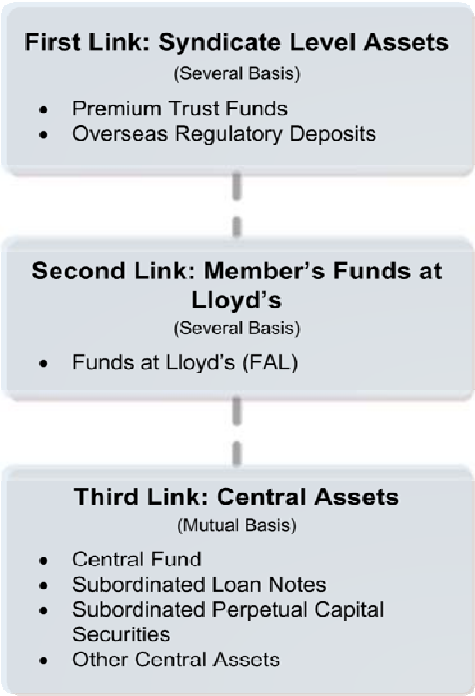 First Link: Syndicate Level Assets
(Several Basis)
• Premium Trust Funds
• Overseas Regulatory Deposits
Second Link: Member’s Funds at
Lloyd’s
(Several Basis)
• Funds at Lloyd’s (FAL)
Third Link: Central Assets
(Mutual Basis)
• Central Fund
• Subordinated Loan Notes
• Subordinated Perpetual Capital
Securities
• Other Central Assets